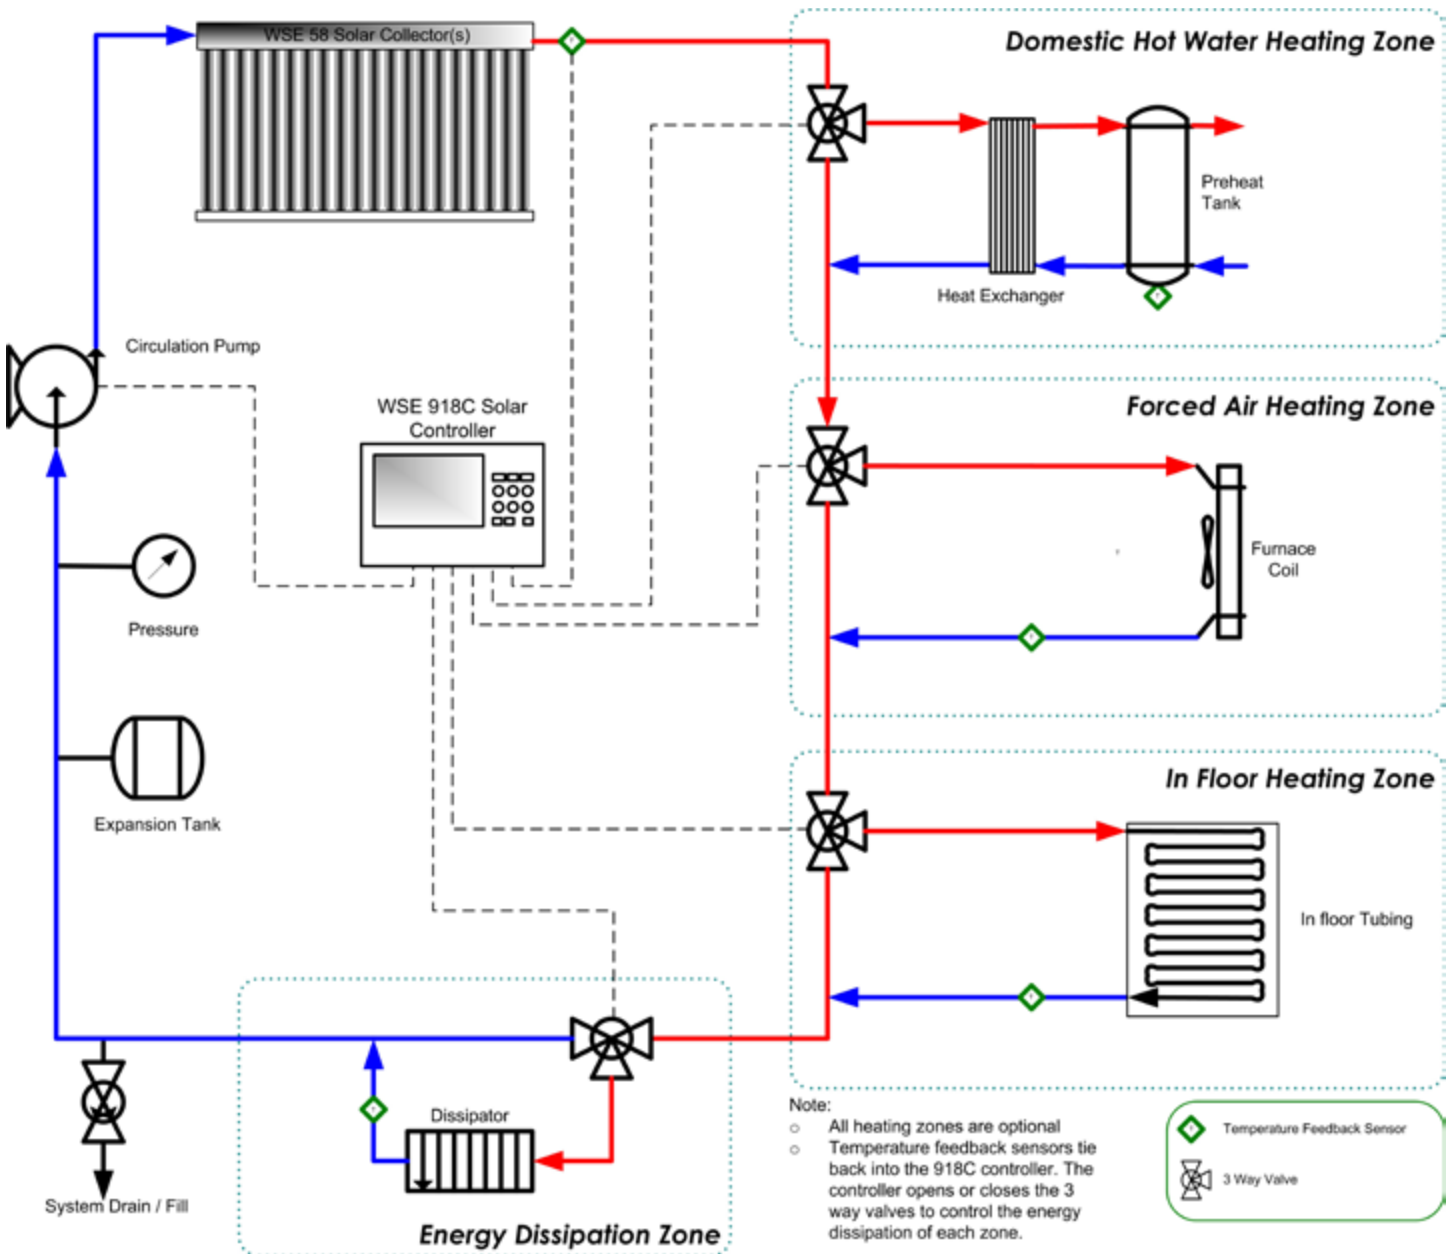 WSE 58 Solar Collector(s)
Domestic Hot Water Heating Zone
Preheat
Tank
Heat Exchanger
Circulation Pump
WSE 918C Solar
Controller
Forced Air Heating Zone
Furnace
Coil
Pressure
Expansion Tank
In Floor Heating Zone
In floor Tubing
Dissipator
System Drain / Fill
Energy Dissipation Zone
Note:
○ All heating zones are optional
○ Temperature feedback sensors tie
back into the 918C controller. The
controller opens or closes the 3
way valves to control the energy
dissipation of each zone.
Temperature Feedback Sensor
3 Way Valve